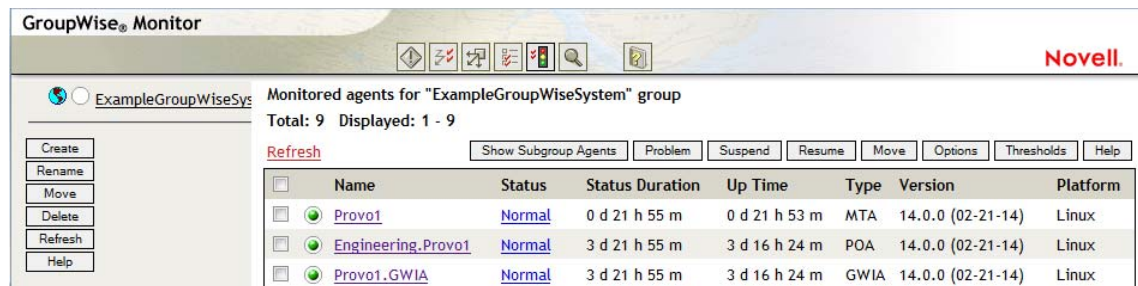 GroupWise® Monitor
Novell.
ExampleGroupWiseSys
Create
Rename
Move
Delete
Refresh
Help
Monitored agents for "ExampleGroupWiseSystem" group
Total: 9 Displayed: 1 - 9
Refresh Show Subgroup Agents Problem Suspend Resume Move Options Thresholds Help
Name Status Status Duration Up Time Type Version Platform
Provo1 Normal 0 d 21 h 55 m 0 d 21 h 53 m MTA 14.0.0 (02-21-14) Linux
Engineering.Provo1 Normal 3 d 21 h 55 m 3 d 16 h 24 m POA 14.0.0 (02-21-14) Linux
Provo1.GWIA Normal 3 d 21 h 55 m 3 d 16 h 24 m GWIA 14.0.0 (02-21-14) Linux